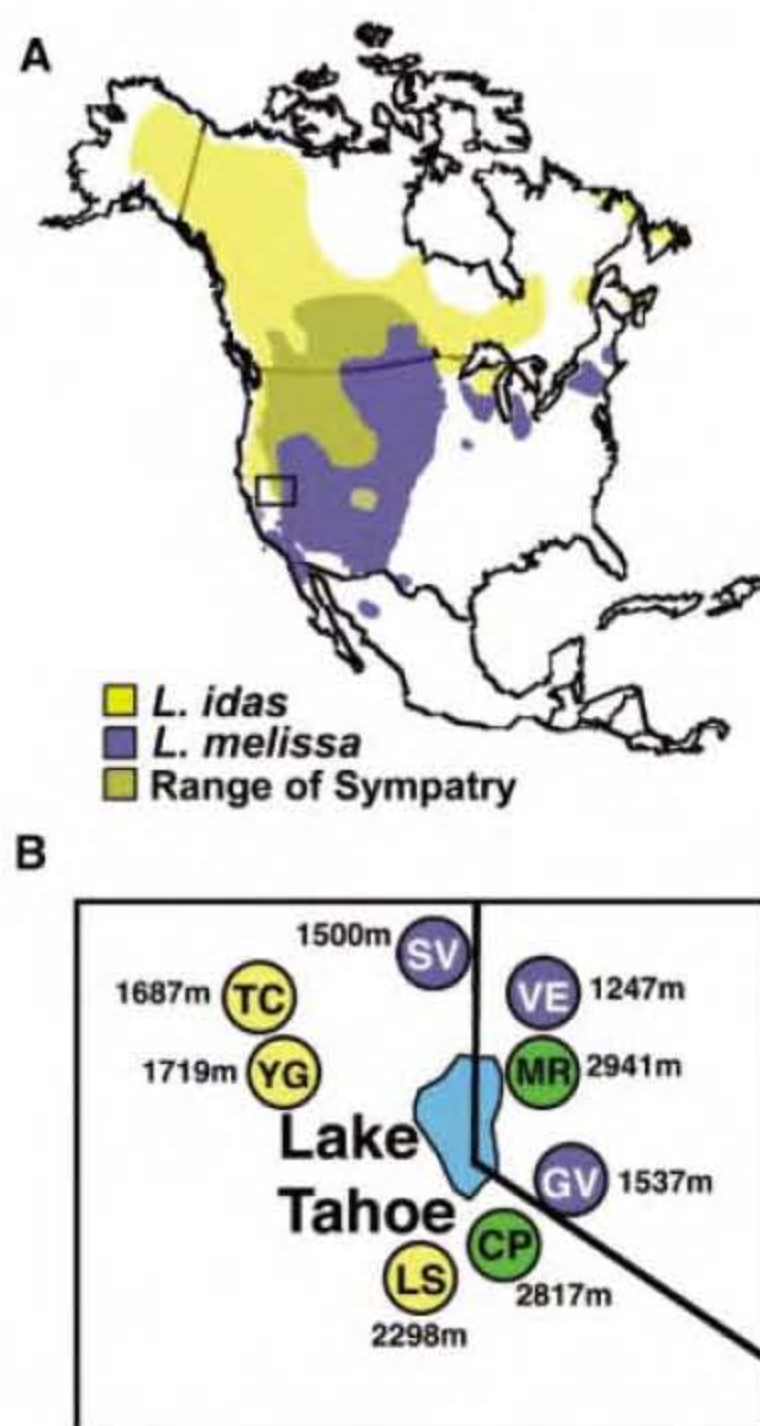 A
L. idas
L. melissa
Range of Sympatry
B
1500m SV
1687m TC
VE 1247m
1719m YG
MR 2941m
Lake
Tahoe
GV 1537m
CP
2817m
LS
2298m